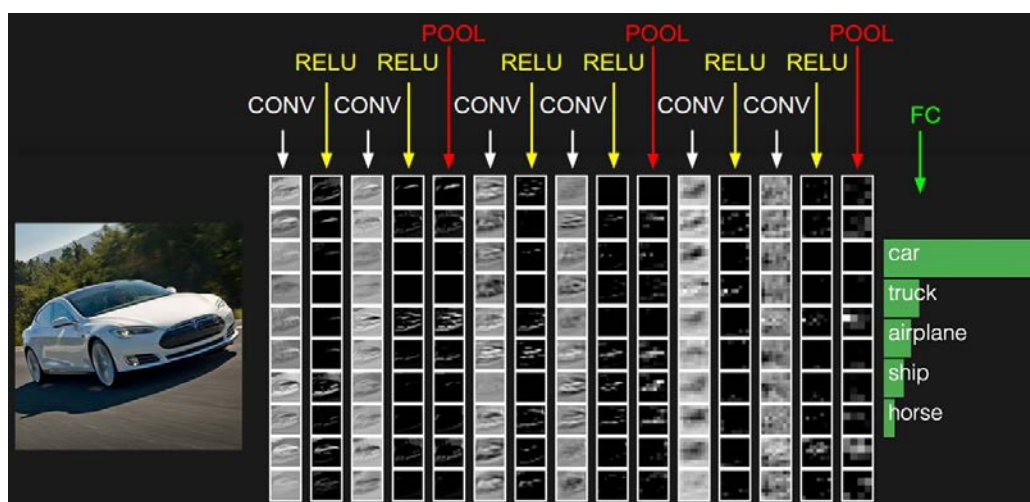 POOL POOL POOL
RELU RELU RELU RELU RELU RELU
CONV CONV CONV CONV CONV CONV
FC
car
truck
airplane
ship
horse